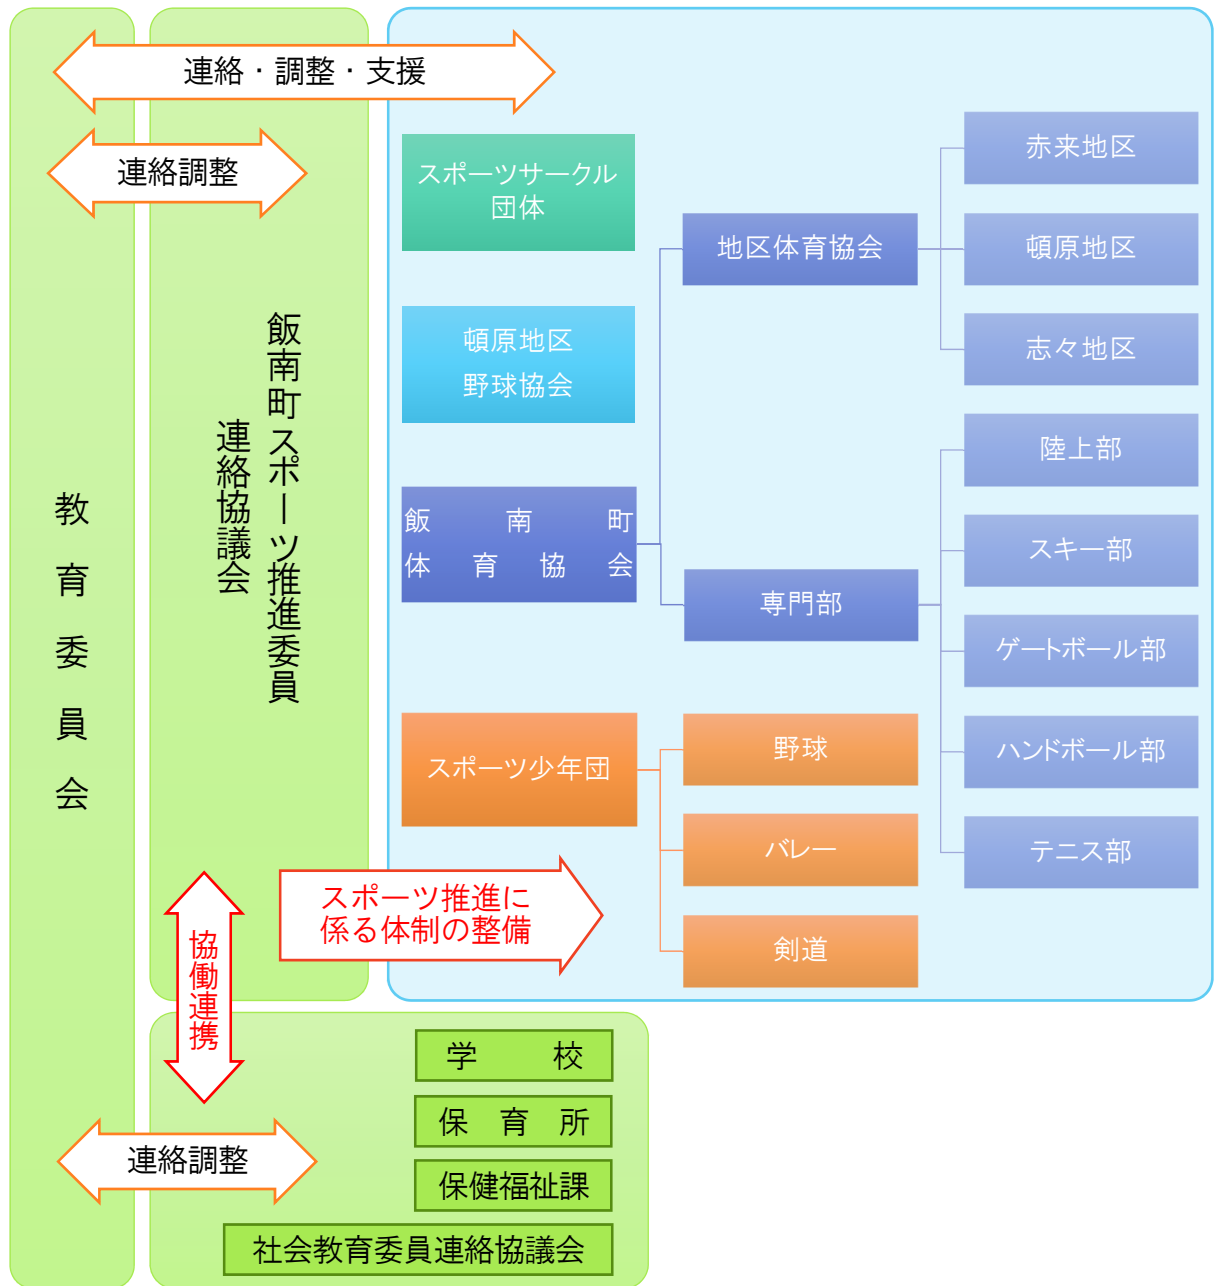 連絡・調整・支援
連絡調整
教育委員会
飯南町スポーツ推進委員
連絡協議会
スポーツサークル
団体
頓原地区
野球協会
飯南町
体育協会
地区体育協会
赤来地区
頓原地区
志々地区
専門部
陸上部
スキー部
ゲートボール部
ハンドボール部
テニス部
スポーツ少年団
野球
バレー
剣道
スポーツ推進に
係る体制の整備
協働連携
連絡調整
学校
保育所
保健福祉課
社会教育委員連絡協議会